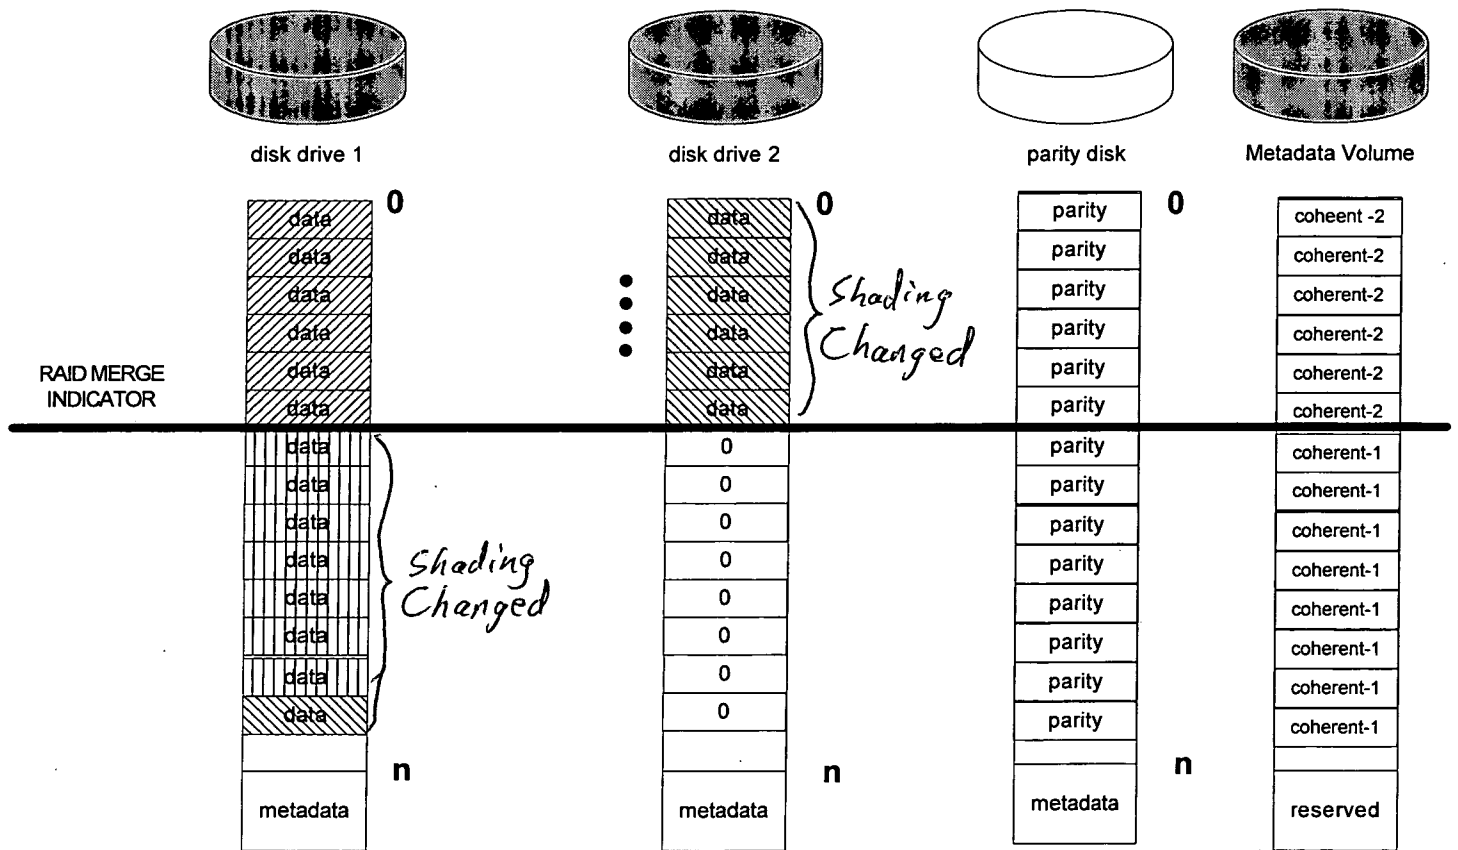 disk drive 1
disk drive 2
parity disk
Metadata Volume
0
0
0
data
data
parity
coheent -2
data
data
parity
coherent-2
data
data
parity
coherent-2
Shading
Changed
data
data
parity
coherent-2
data
data
parity
coherent-2
RAID MERGE
INDICATOR
data
data
parity
coherent-2
data
0
parity
coherent-1
data
0
parity
coherent-1
data
0
parity
coherent-1
data
0
parity
coherent-1
Shading
Changed
data
0
parity
coherent-1
data
0
parity
coherent-1
data
0
parity
coherent-1
data
0
parity
coherent-1
n
n
n
metadata
metadata
reserved